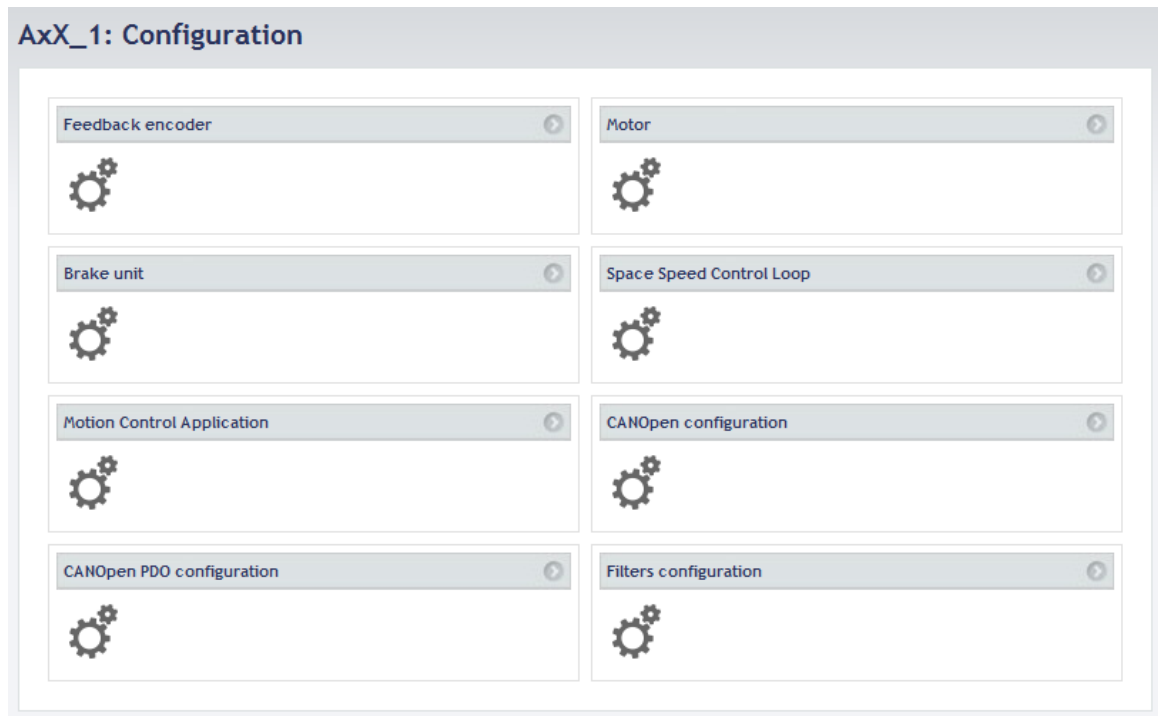 AxX_1: Configuration
Feedback encoder
Motor
Brake unit
Space Speed Control Loop
Motion Control Application
CANOpen configuration
CANOpen PDO configuration
Filters configuration